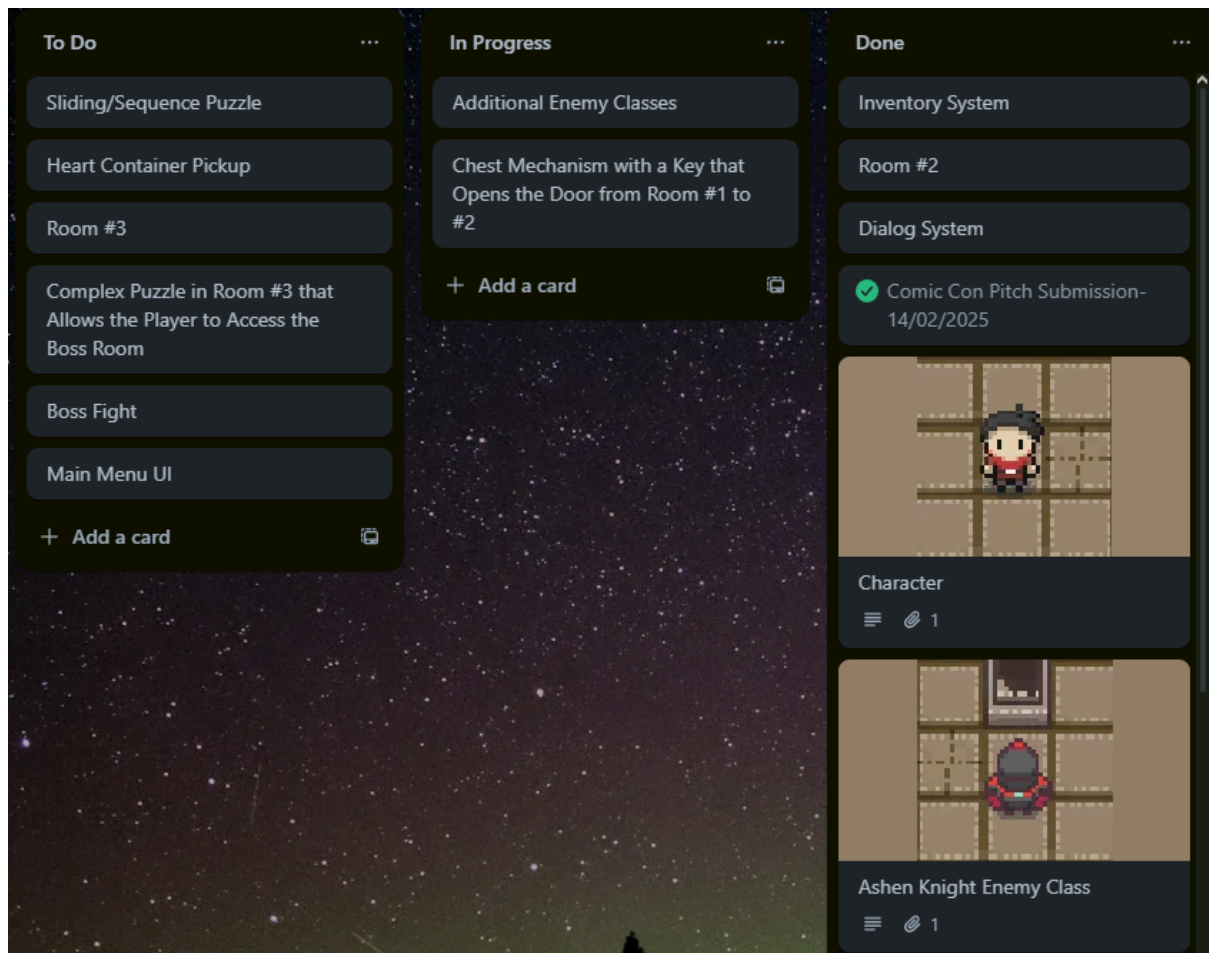 To Do
Sliding/Sequence Puzzle
Heart Container Pickup
Room #3
Complex Puzzle in Room #3 that
Allows the Player to Access the
Boss Room
Boss Fight
Main Menu UI
Add a card
In Progress
Additional Enemy Classes
Chest Mechanism with a Key that
Opens the Door from Room #1 to
#2
Add a card
Done
Inventory System
Room #2
Dialog System
Comic Con Pitch Submission-
14/02/2025
Character
1
Ashen Knight Enemy Class
1